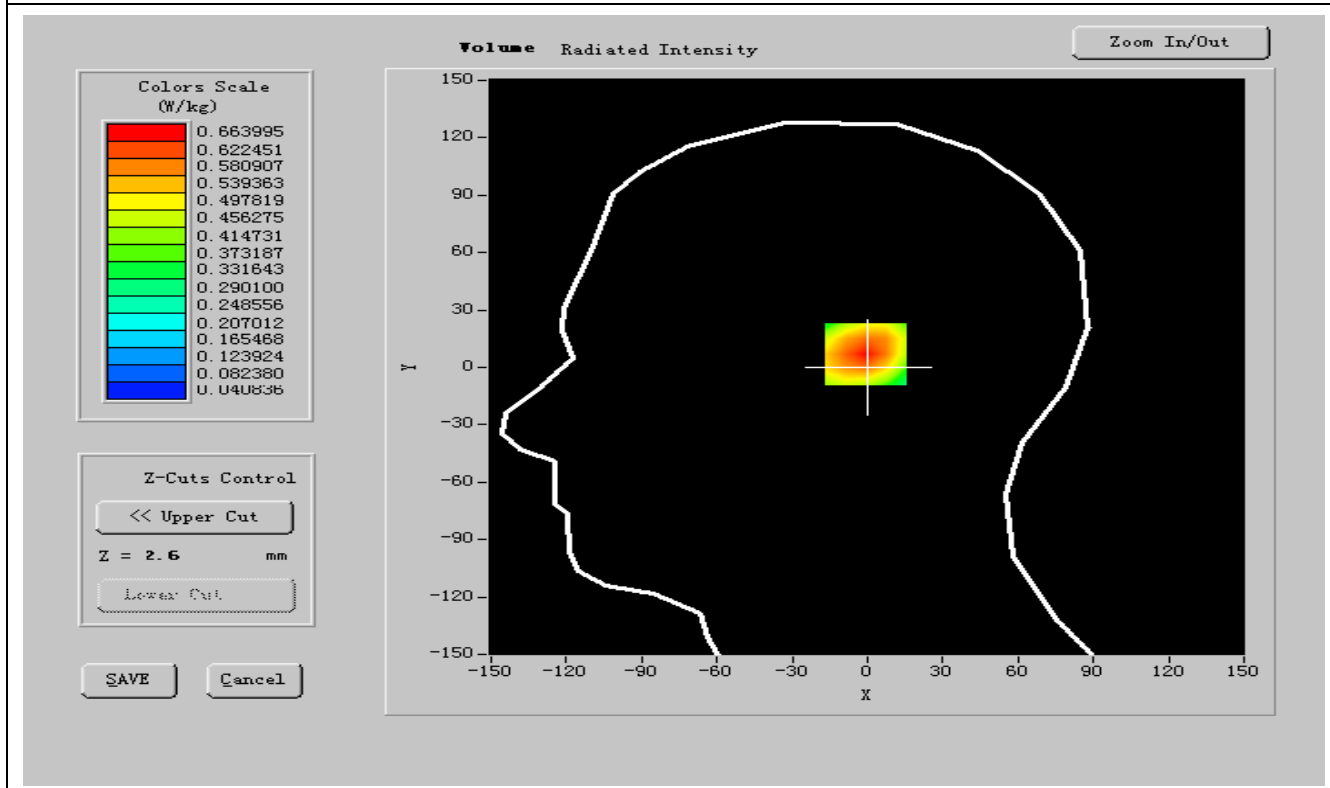 Volume Radiated Intensity
Zoom In/Out
Colors Scale
(W/kg)
0.663995
0.622451
0.580907
0.539363
0.497819
0.456275
0.414731
0.373187
0.331643
0.290100
0.248556
0.207012
0.165468
0.123924
0.082380
0.040836
Z-Cuts Control
<< Upper Cut
Z = 2.6 mm
Lower Cut
SAVE Cancel
150
120
90
60
30
0
-30
-60
-90
-120
-150
Y
-150 -120 -90 -60 -30 0 30 60 90 120 150
X